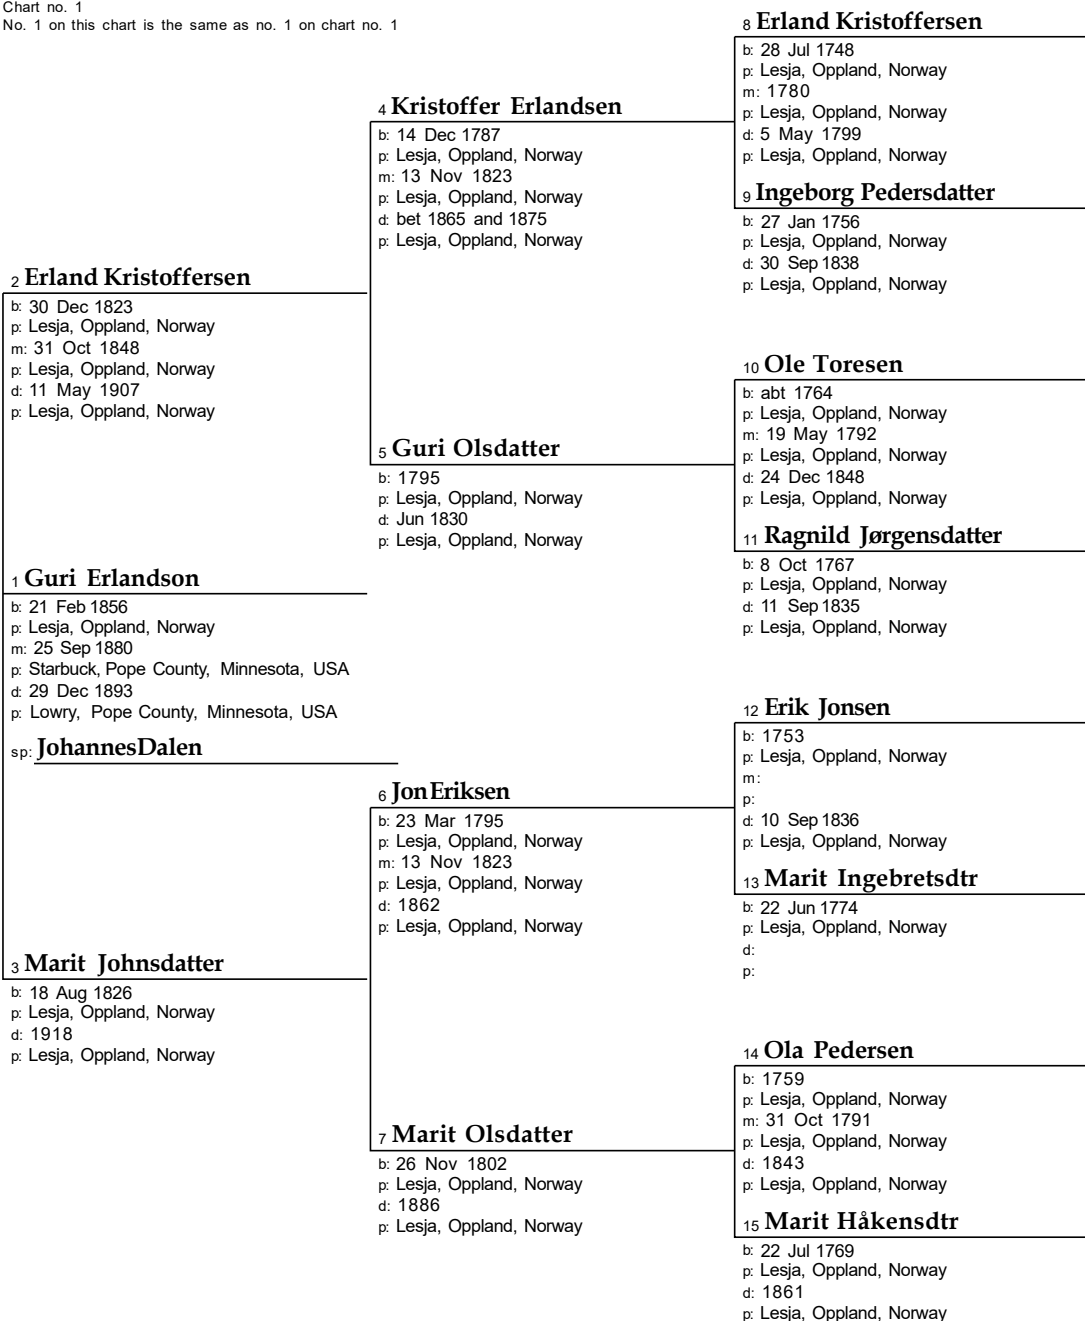 Chart no. 1
No. 1 on this chart is the same as no. 1 on chart no. 1
8 Erland Kristoffersen
b: 28 Jul 1748
p: Lesja, Oppland, Norway
m: 1780
p: Lesja, Oppland, Norway
d: 5 May 1799
p: Lesja, Oppland, Norway
4 Kristoffer Erlandsen
b: 14 Dec 1787
p: Lesja, Oppland, Norway
m: 13 Nov 1823
p: Lesja, Oppland, Norway
d: bet 1865 and 1875
p: Lesja, Oppland, Norway
9 Ingeborg Pedersdatter
b: 27 Jan 1756
p: Lesja, Oppland, Norway
d: 30 Sep 1838
p: Lesja, Oppland, Norway
2 Erland Kristoffersen
b: 30 Dec 1823
p: Lesja, Oppland, Norway
m: 31 Oct 1848
p: Lesja, Oppland, Norway
d: 11 May 1907
p: Lesja, Oppland, Norway
10 Ole Toresen
b: abt 1764
p: Lesja, Oppland, Norway
m: 19 May 1792
p: Lesja, Oppland, Norway
d: 24 Dec 1848
p: Lesja, Oppland, Norway
5 Guri Olsdatter
b: 1795
p: Lesja, Oppland, Norway
d: Jun 1830
p: Lesja, Oppland, Norway
11 Ragnild Jørgensdatter
b: 8 Oct 1767
p: Lesja, Oppland, Norway
d: 11 Sep 1835
p: Lesja, Oppland, Norway
1 Guri Erlandson
b: 21 Feb 1856
p: Lesja, Oppland, Norway
m: 25 Sep 1880
p: Starbuck, Pope County, Minnesota, USA
d: 29 Dec 1893
p: Lowry, Pope County, Minnesota, USA
sp: JohannesDalen
12 Erik Jonsen
b: 1753
p: Lesja, Oppland, Norway
m:
p:
d: 10 Sep 1836
p: Lesja, Oppland, Norway
6 JonEriksen
b: 23 Mar 1795
p: Lesja, Oppland, Norway
m: 13 Nov 1823
p: Lesja, Oppland, Norway
d: 1862
p: Lesja, Oppland, Norway
13 Marit Ingebretsdtr
b: 22 Jun 1774
p: Lesja, Oppland, Norway
d:
p:
3 Marit Johnsdatter
b: 18 Aug 1826
p: Lesja, Oppland, Norway
d: 1918
p: Lesja, Oppland, Norway
14 Ola Pedersen
b: 1759
p: Lesja, Oppland, Norway
m: 31 Oct 1791
p: Lesja, Oppland, Norway
d: 1843
p: Lesja, Oppland, Norway
7 Marit Olsdatter
b: 26 Nov 1802
p: Lesja, Oppland, Norway
d: 1886
p: Lesja, Oppland, Norway
15 Marit Håkensdtr
b: 22 Jul 1769
p: Lesja, Oppland, Norway
d: 1861
p: Lesja, Oppland, Norway